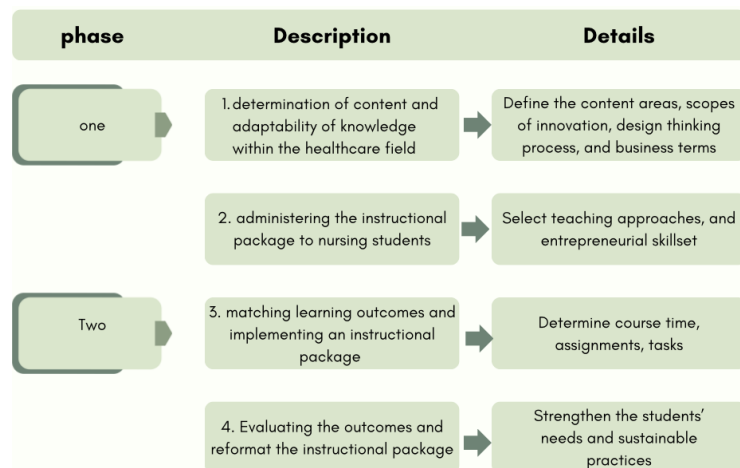 phase Description Details
one
1. determination of content and
adaptability of knowledge
within the healthcare field
Define the content areas, scopes
of innovation, design thinking
process, and business terms
2. administering the instructional
package to nursing students
Select teaching approaches, and
entrepreneurial skillset
Two
3. matching learning outcomes and
implementing an instructional
package
Determine course time,
assignments, tasks
4. Evaluating the outcomes and
reformat the instructional package
Strengthen the students’
needs and sustainable
practices